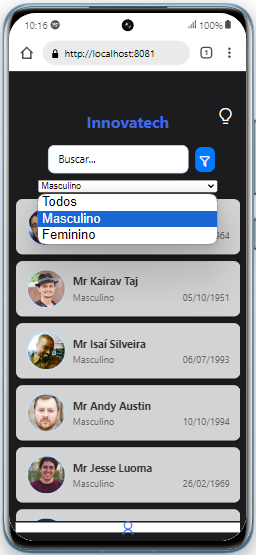 10:16
100%
http://localhost:8081
1
Innovatech
Buscar...
Masculino
Todos
Masculino
Feminino
964
Mr Kairav Taj
Masculino 05/10/1951
Mr Isaí Silveira
Masculino 06/07/1993
Mr Andy Austin
Masculino 10/10/1994
Mr Jesse Luoma
Masculino 26/02/1969